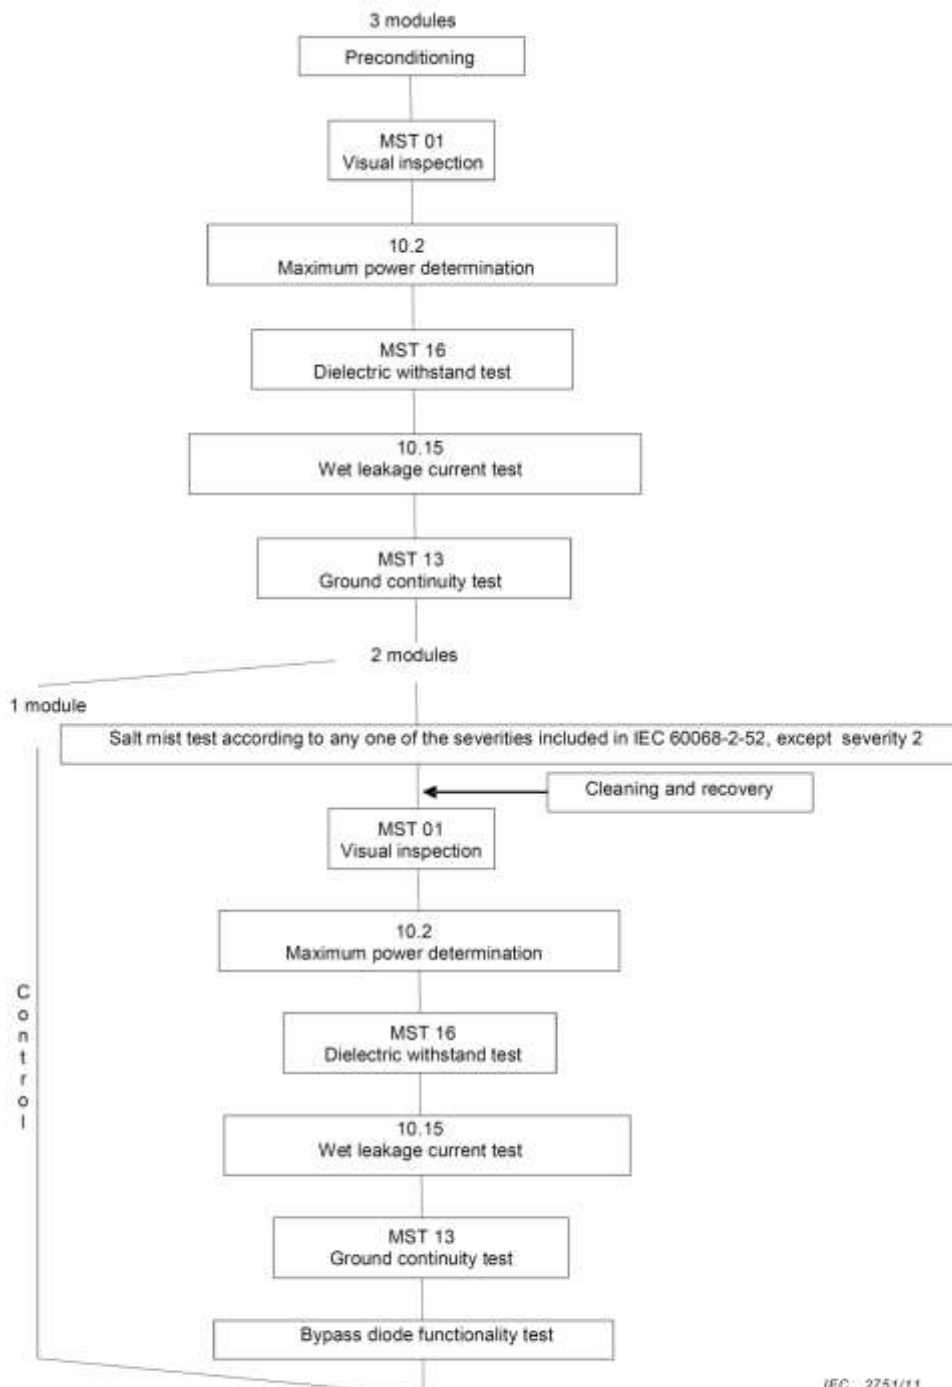 3 modules
Preconditioning
MST 01
Visual inspection
10.2
Maximum power determination
MST 16
Dielectric withstand test
10.15
Wet leakage current test
MST 13
Ground continuity test
2 modules
1 module
Salt mist test according to any one of the severities included in IEC 60068-2-52, except severity 2
Cleaning and recovery
MST 01
Visual inspection
10.2
Maximum power determination
MST 16
Dielectric withstand test
10.15
Wet leakage current test
MST 13
Ground continuity test
Bypass diode functionality test
Control
IEC 2751/11